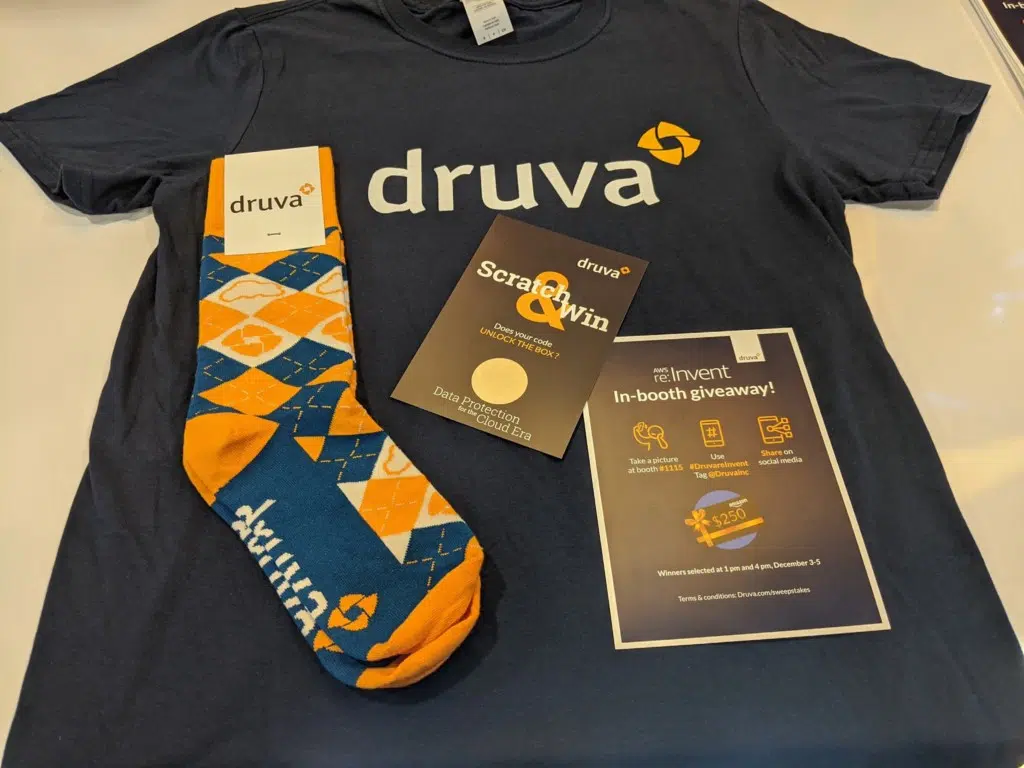 druva
druva
druva
Scratch
&
Win
Does your code
UNLOCK THE BOX?
Data Protection
for the
Cloud Era
druva
druva
AWS
re:Invent
In-booth giveaway!
Take a picture
at booth #1115
Use
#DruvareInvent
Tag @DruvaInc
Share on
social media
#
amazon
$250
Winners selected at 1 pm and 4 pm, December 3-5
Terms & conditions: Druva.com/sweepstakes
In-b